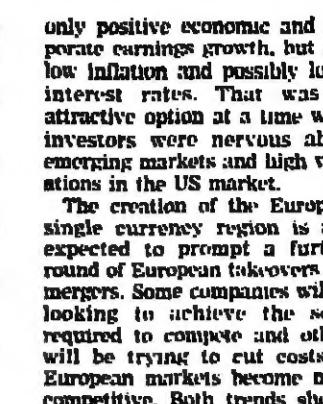 only positive economic and
porate earnings growth, but
low inflation and possibly lo
interest rates. That was
attractive option at a time w
investors were nervous ab
emerging markets and high v
ations in the US market.
The creation of the Europ
single currency region is a
expected to prompt a furt
round of European takeovers
mergers. Some companies wil
looking to achieve the sc
required to compete and oth
will be trying to cut costs
European markets become m
competitive. Both trends sho